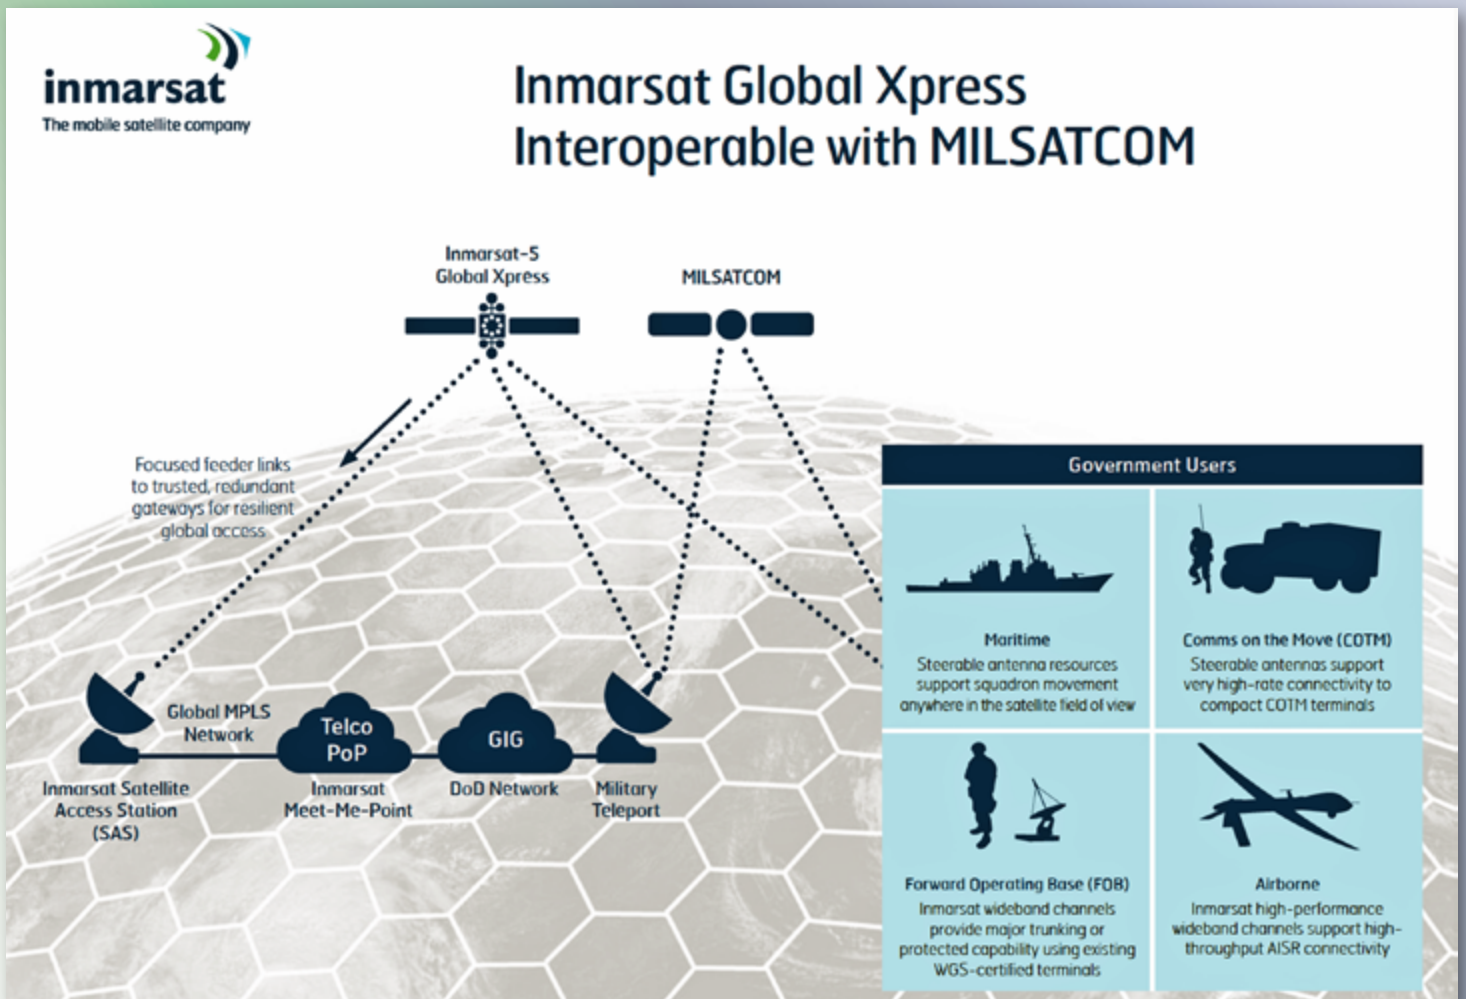 inmarsat
The mobile satellite company
Inmarsat Global Xpress
Interoperable with MILSATCOM
Inmarsat-5
Global Xpress
MILSATCOM
Focused feeder links
to trusted, redundant
gateways for resilient
global access
Global MPLS
Network
Telco
PoP
GIG
Inmarsat Satellite
Access Station
(SAS)
Inmarsat
Meet-Me-Point
DoD Network
Military
Teleport
Government Users
Maritime
Steerable antenna resources
support squadron movement
anywhere in the satellite field of view
Comms on the Move (COTM)
Steerable antennas support
very high-rate connectivity to
compact COTM terminals
Forward Operating Base (FOB)
Inmarsat wideband channels
provide major trunking or
protected capability using existing
WGS-certified terminals
Airborne
Inmarsat high-performance
wideband channels support high-
throughput AISR connectivity